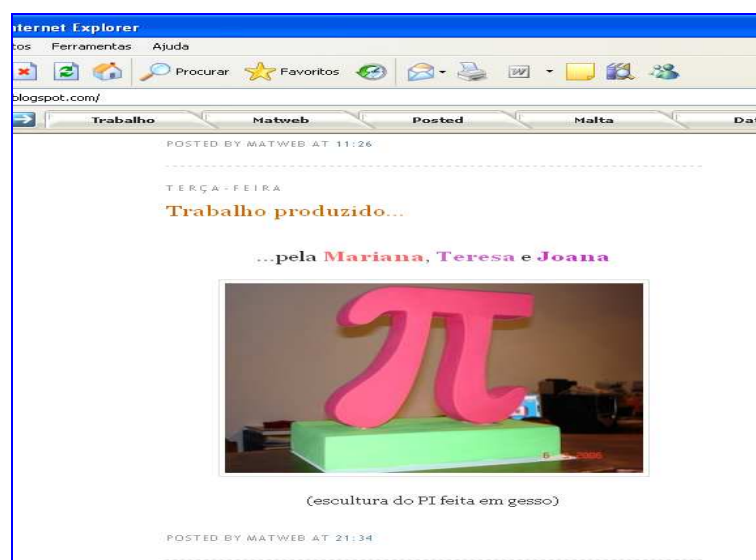 nternet Explorer
tos Ferramentas Ajuda
Procurar Favoritos
blogspot.com/
Trabalho Matweb Posted Malta Dat
POSTED BY MATWEB AT 11:26
TERÇA-FEIRA
Trabalho produzido...
...pela Mariana, Teresa e Joana
2006
(escultura do PI feita em gesso)
POSTED BY MATWEB AT 21:34